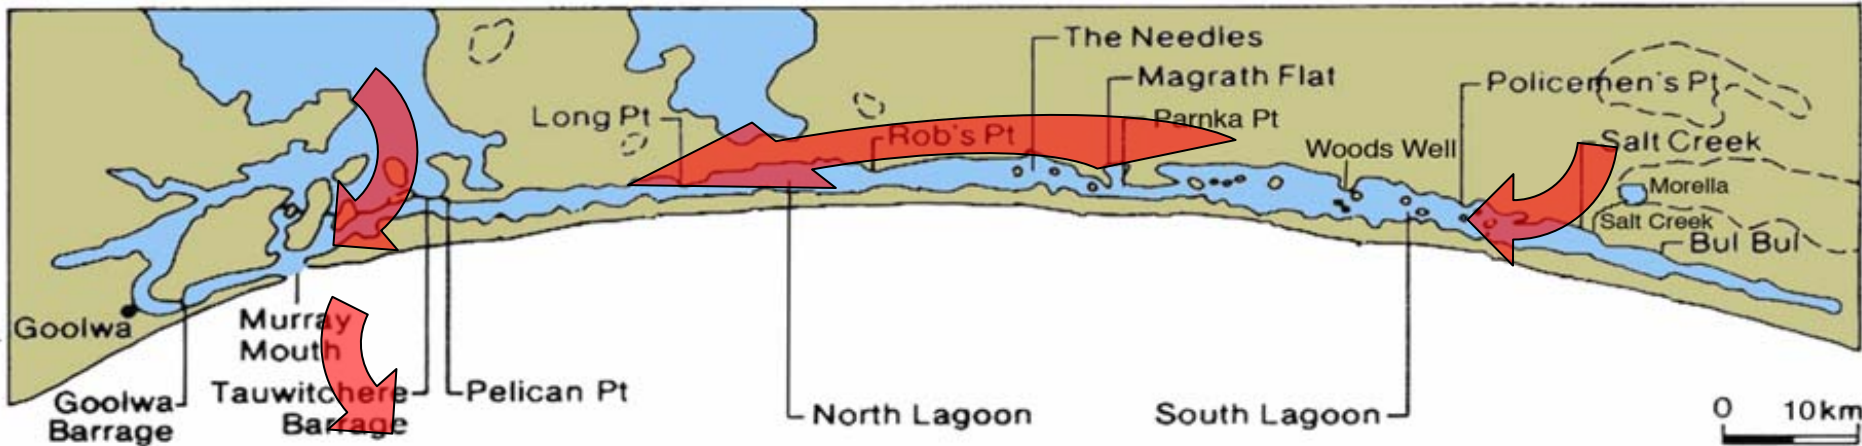 The Needles
Magrath Flat
Policemen's Pt
Long Pt
Rob's Pt
Parnka Pt
Woods Well
Salt Creek
Morella
Salt Creek
Bul Bul
Goolwa
Murray
Mouth
Goolwa
Barrage
Tauwitchere
Barrage
Pelican Pt
North Lagoon
South Lagoon
0 10km